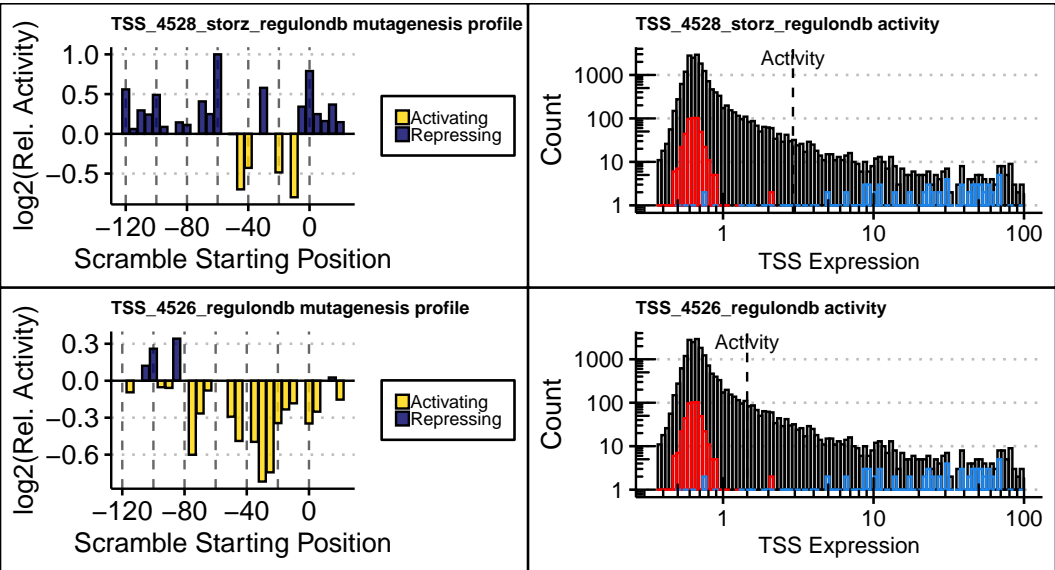 TSS_4528_storz_regulondb mutagenesis profile
log2(Rel. Activity)
1.0
0.5
0.0
−0.5
−120
−80
−40
0
Scramble Starting Position
Activating
Repressing
TSS_4528_storz_regulondb activity
Activity
Count
1000
100
10
1
1
10
100
TSS Expression
TSS_4526_regulondb mutagenesis profile
log2(Rel. Activity)
0.3
0.0
−0.3
−0.6
−120
−80
−40
0
Scramble Starting Position
Activating
Repressing
TSS_4526_regulondb activity
Activity
Count
1000
100
10
1
1
10
100
TSS Expression